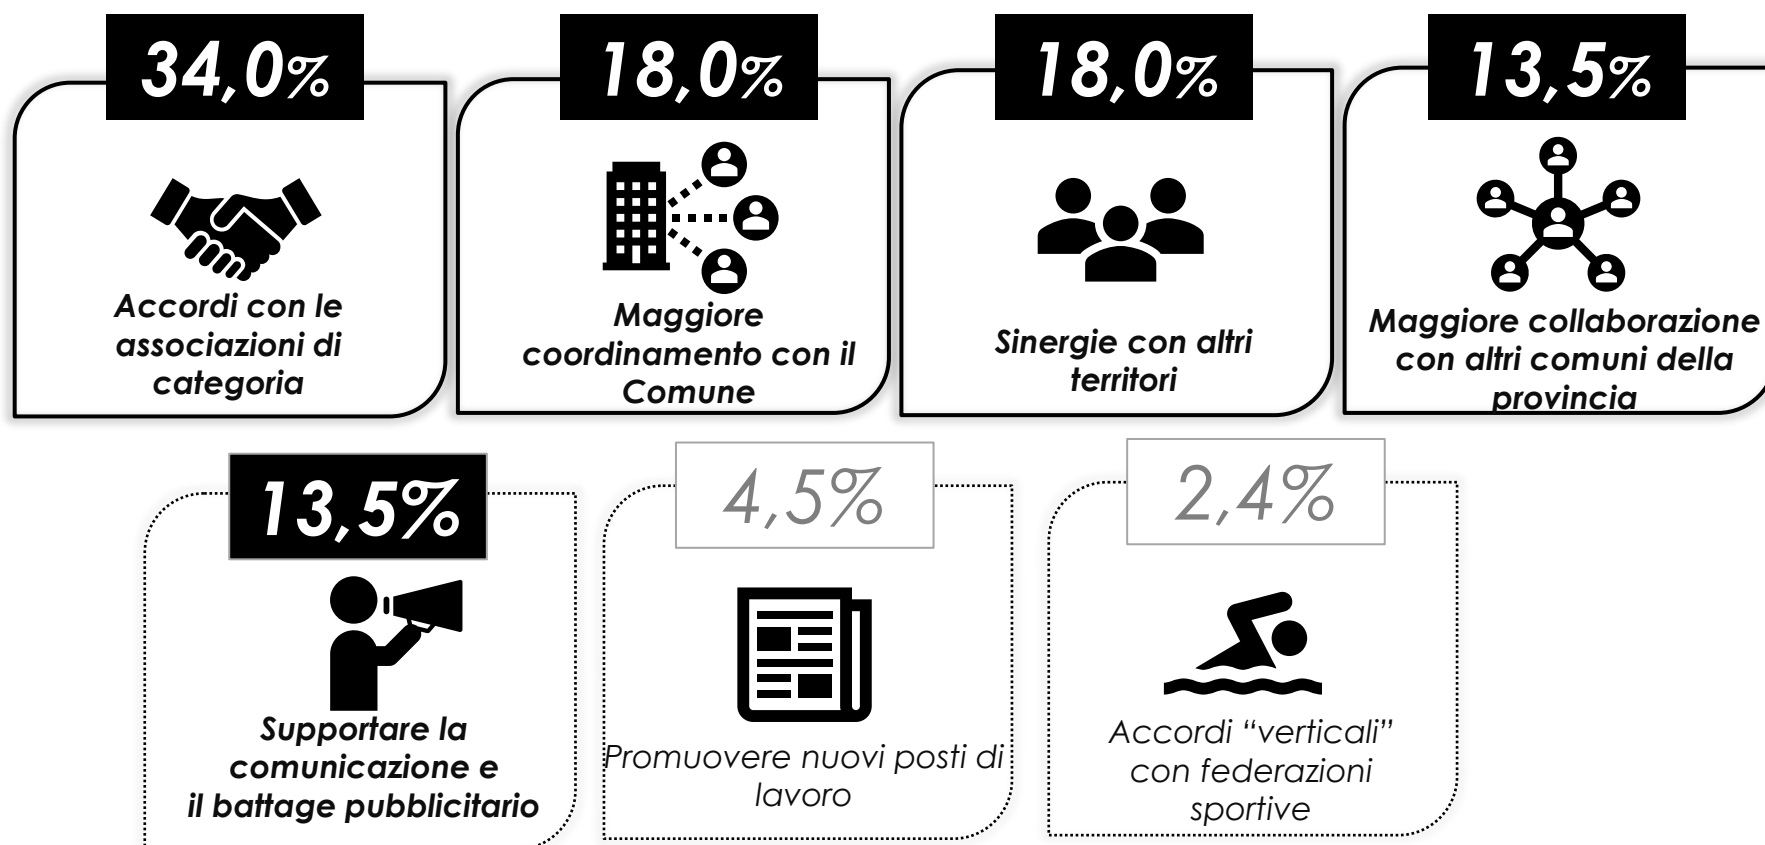 34,0%
Accordi con le
associazioni di
categoria
18,0%
Maggiore
coordinamento con il
Comune
18,0%
Sinergie con altri
territori
13,5%
Maggiore collaborazione
con altri comuni della
provincia
13,5%
Supportare la
comunicazione e
il battage pubblicitario
4,5%
Promuovere nuovi posti di
lavoro
2,4%
Accordi “verticali”
con federazioni
sportive